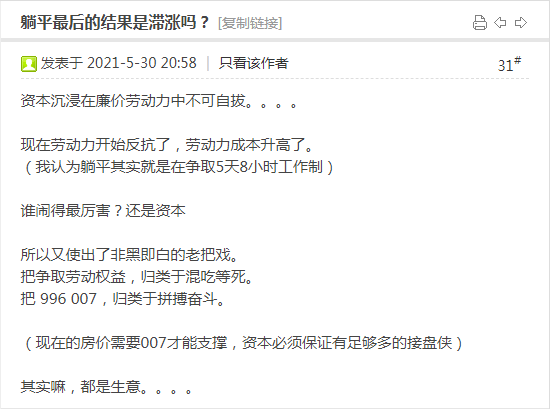 躺平最后的结果是滞涨吗？ [复制链接]
发表于 2021-5-30 20:58 | 只看该作者 31#
资本沉浸在廉价劳动力中不可自拔。。。。
现在劳动力开始反抗了，劳动力成本升高了。
（我认为躺平其实就是在争取5天8小时工作制）
谁闹得最厉害？还是资本
所以又使出了非黑即白的老把戏。
把争取劳动权益，归类于混吃等死。
把 996 007，归类于拼搏奋斗。
（现在的房价需要007才能支撑，资本必须保证有足够多的接盘侠）
其实嘛，都是生意。。。。